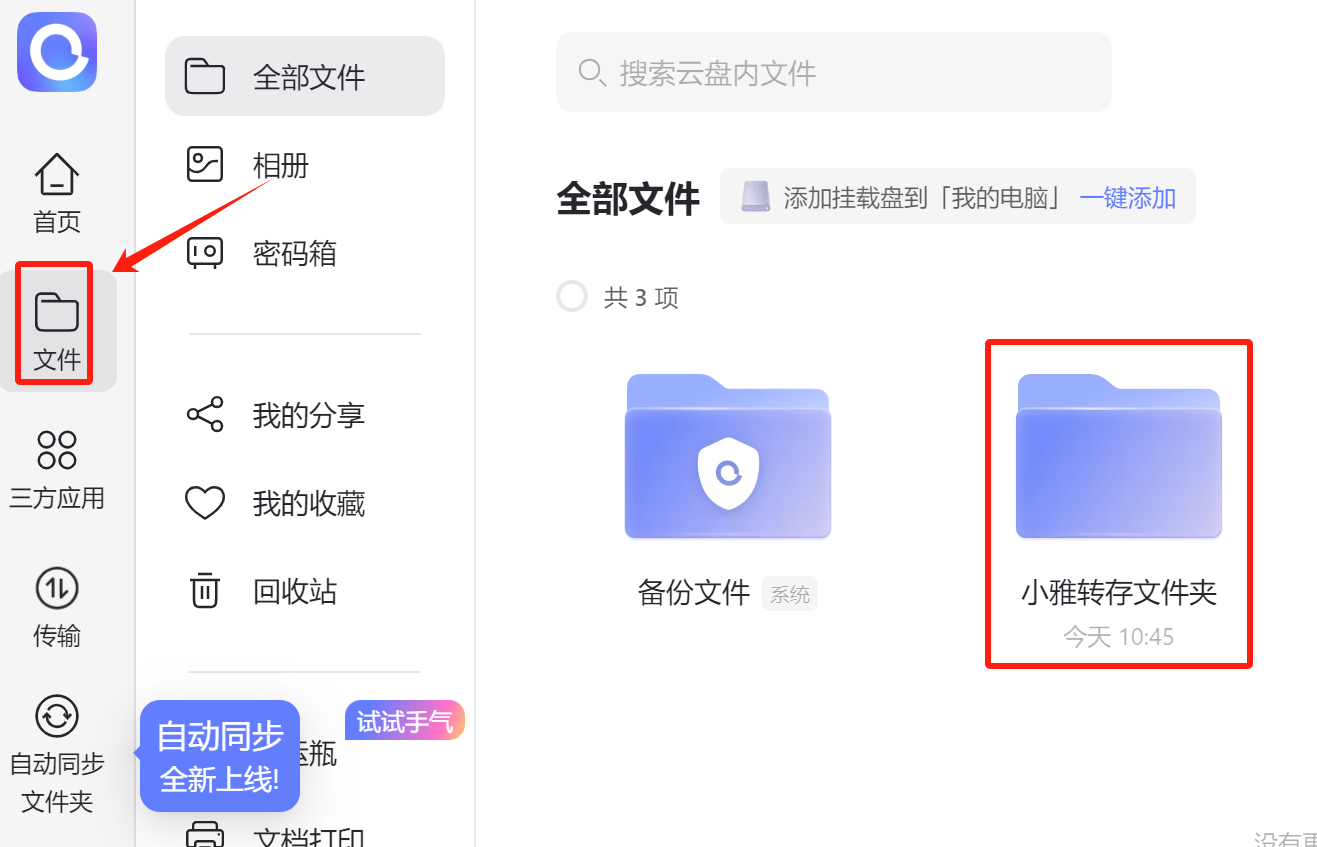 首页
文件
三方应用
传输
自动同步
文件夹
全部文件
相册
密码箱
我的分享
我的收藏
回收站
自动同步
全新上线!
试试手气
运瓶
文档打印
搜索云盘内文件
全部文件
添加挂载盘到「我的电脑」 一键添加
共 3 项
备份文件 系统
小雅转存文件夹
今天 10:45
没有更